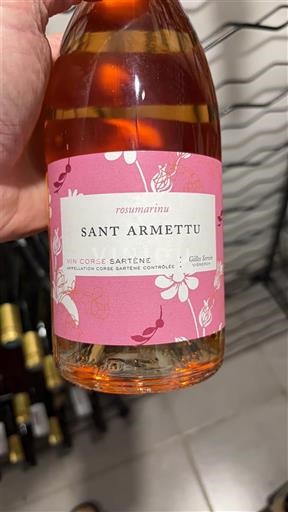 rosumarinu
SANT ARMETTU
VIN CORSE SARTÈNE
APPELLATION CORSE SARTÈNE CONTRÔLÉE
Gilles Seroin
VIGNERON